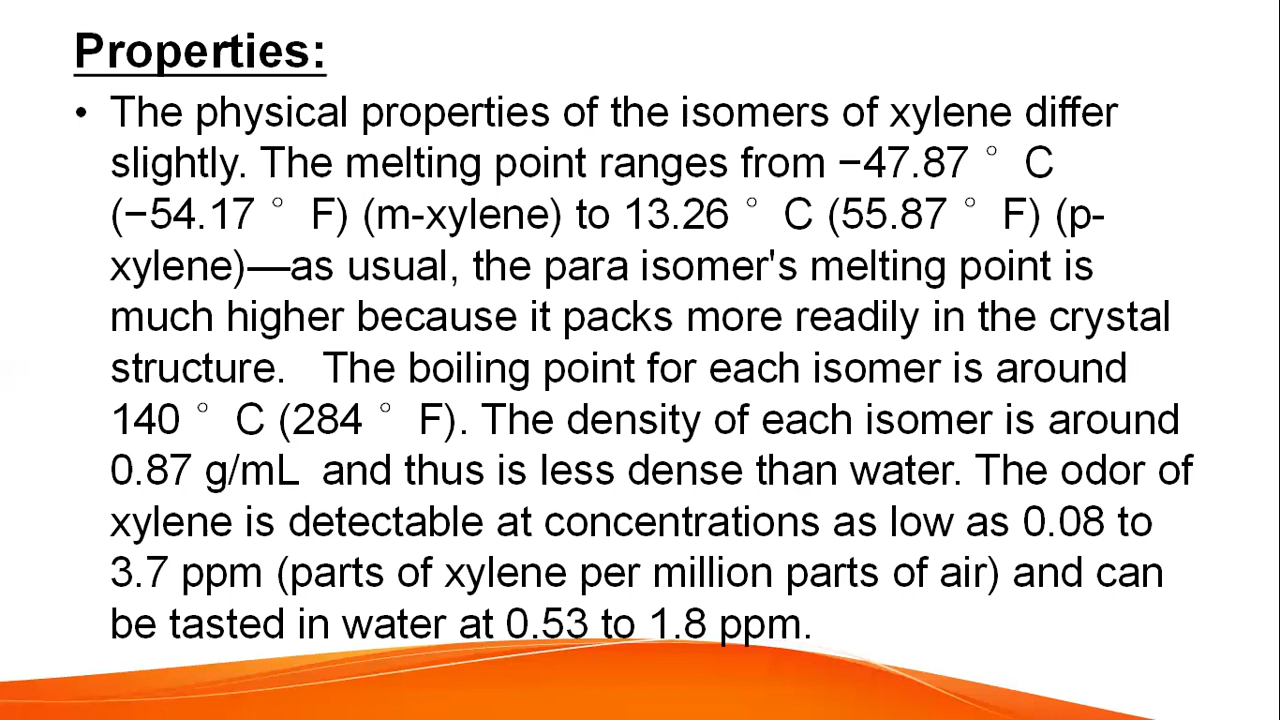 Properties:
• The physical properties of the isomers of xylene differ
slightly. The melting point ranges from −47.87 ° C
(−54.17 ° F) (m-xylene) to 13.26 ° C (55.87 ° F) (p-
xylene)—as usual, the para isomer's melting point is
much higher because it packs more readily in the crystal
structure. The boiling point for each isomer is around
140 ° C (284 ° F). The density of each isomer is around
0.87 g/mL and thus is less dense than water. The odor of
xylene is detectable at concentrations as low as 0.08 to
3.7 ppm (parts of xylene per million parts of air) and can
be tasted in water at 0.53 to 1.8 ppm.